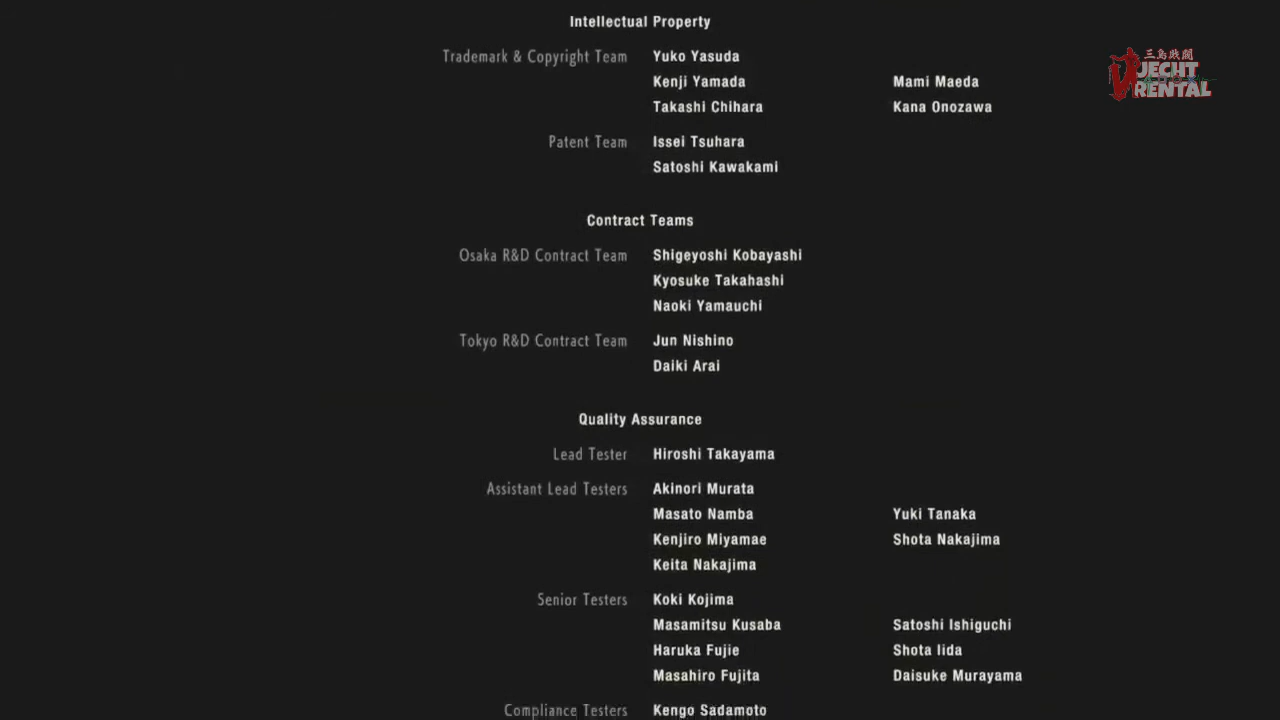 Intellectual Property
Trademark & Copyright Team Yuko Yasuda
Kenji Yamada Mami Maeda
Takashi Chihara Kana Onozawa
Patent Team Issei Tsuhara
Satoshi Kawakami
Contract Teams
Osaka R&D Contract Team Shigeyoshi Kobayashi
Kyosuke Takahashi
Naoki Yamauchi
Tokyo R&D Contract Team Jun Nishino
Daiki Arai
Quality Assurance
Lead Tester Hiroshi Takayama
Assistant Lead Testers Akinori Murata
Masato Namba Yuki Tanaka
Kenjiro Miyamae Shota Nakajima
Keita Nakajima
Senior Testers Koki Kojima
Masamitsu Kusaba Satoshi Ishiguchi
Haruka Fujie Shota Iida
Masahiro Fujita Daisuke Murayama
Compliance Testers Kengo Sadamoto
JECHT
RENTAL